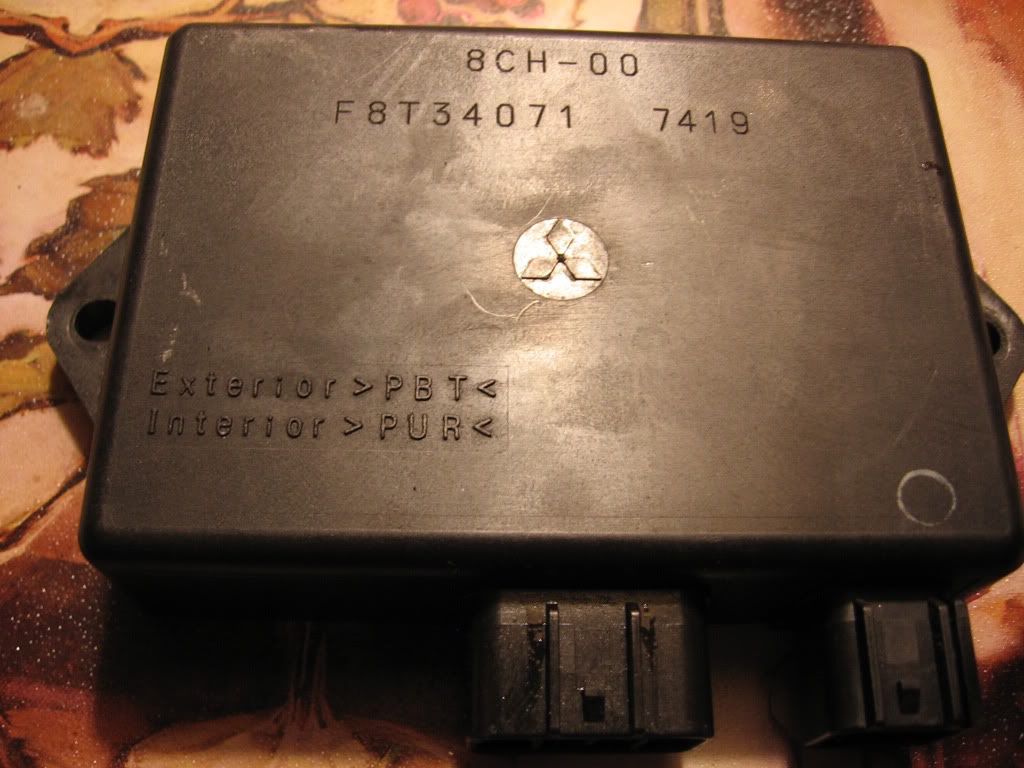 8CH-00
F8T34071 7419
Exterior>PBT<
Interior>PUR<